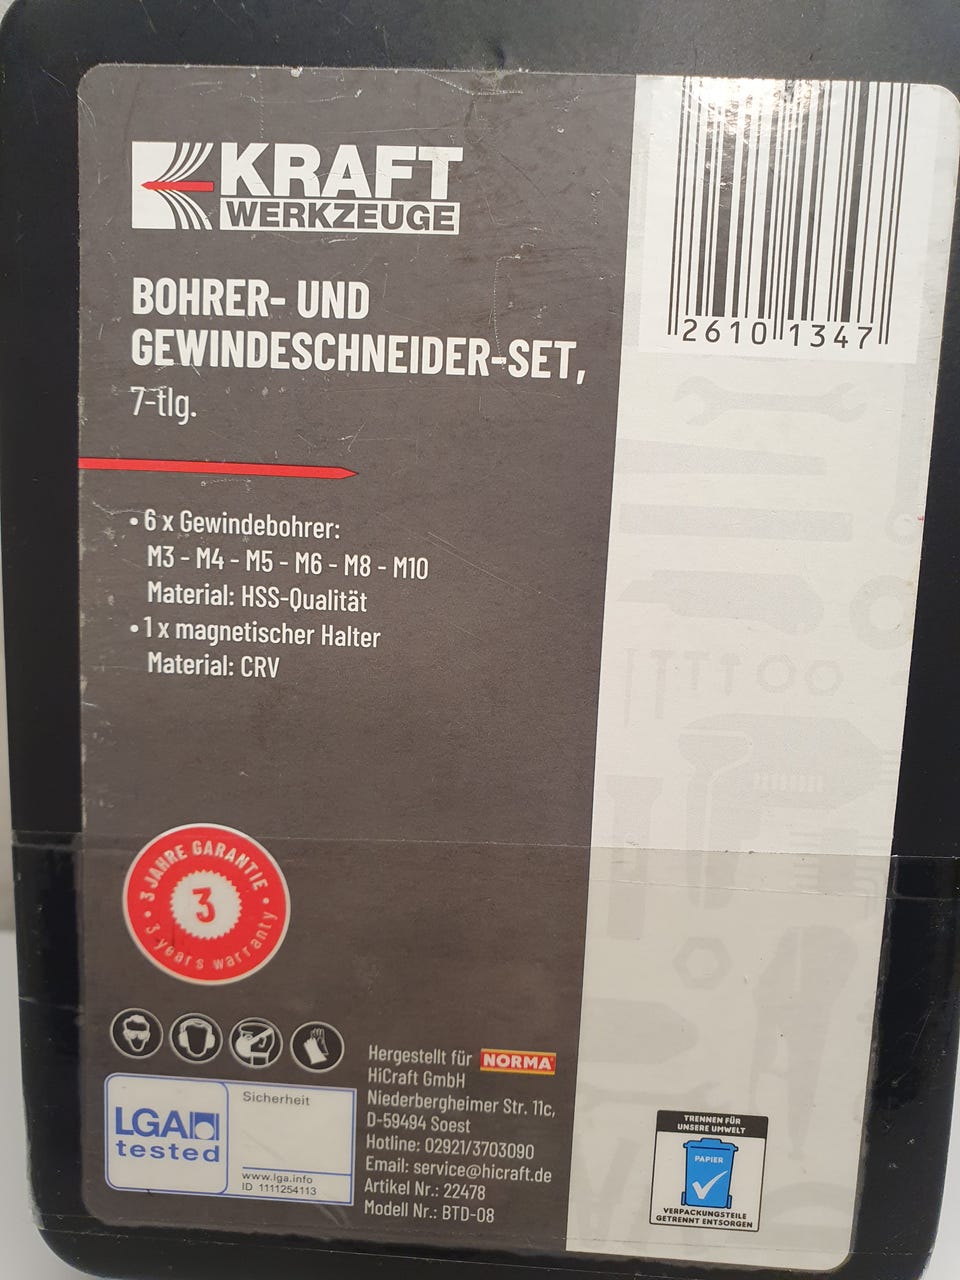 KRAFT
WERKZEUGE
2610 1347
BOHRER- UND
GEWINDESCHNEIDER-SET,
7-tlg.
• 6 x Gewindebohrer:
M3 - M4 - M5 - M6 - M8 - M10
Material: HSS-Qualität
• 1 x magnetischer Halter
Material: CRV
• 3 JAHRE GARANTIE •
3
3 years warranty
Hergestellt für NORMA
HiCraft GmbH
Niederbergheimer Str. 11c,
D-59494 Soest
Hotline: 02921/3703090
Email: service@hicraft.de
Artikel Nr.: 22478
Modell Nr.: BTD-08
LGA
tested
Sicherheit
www.lga.info
ID 1111254113
TRENNEN FÜR
UNSERE UMWELT
PAPIER
VERPACKUNGSTEILE
GETRENNT ENTSORGEN